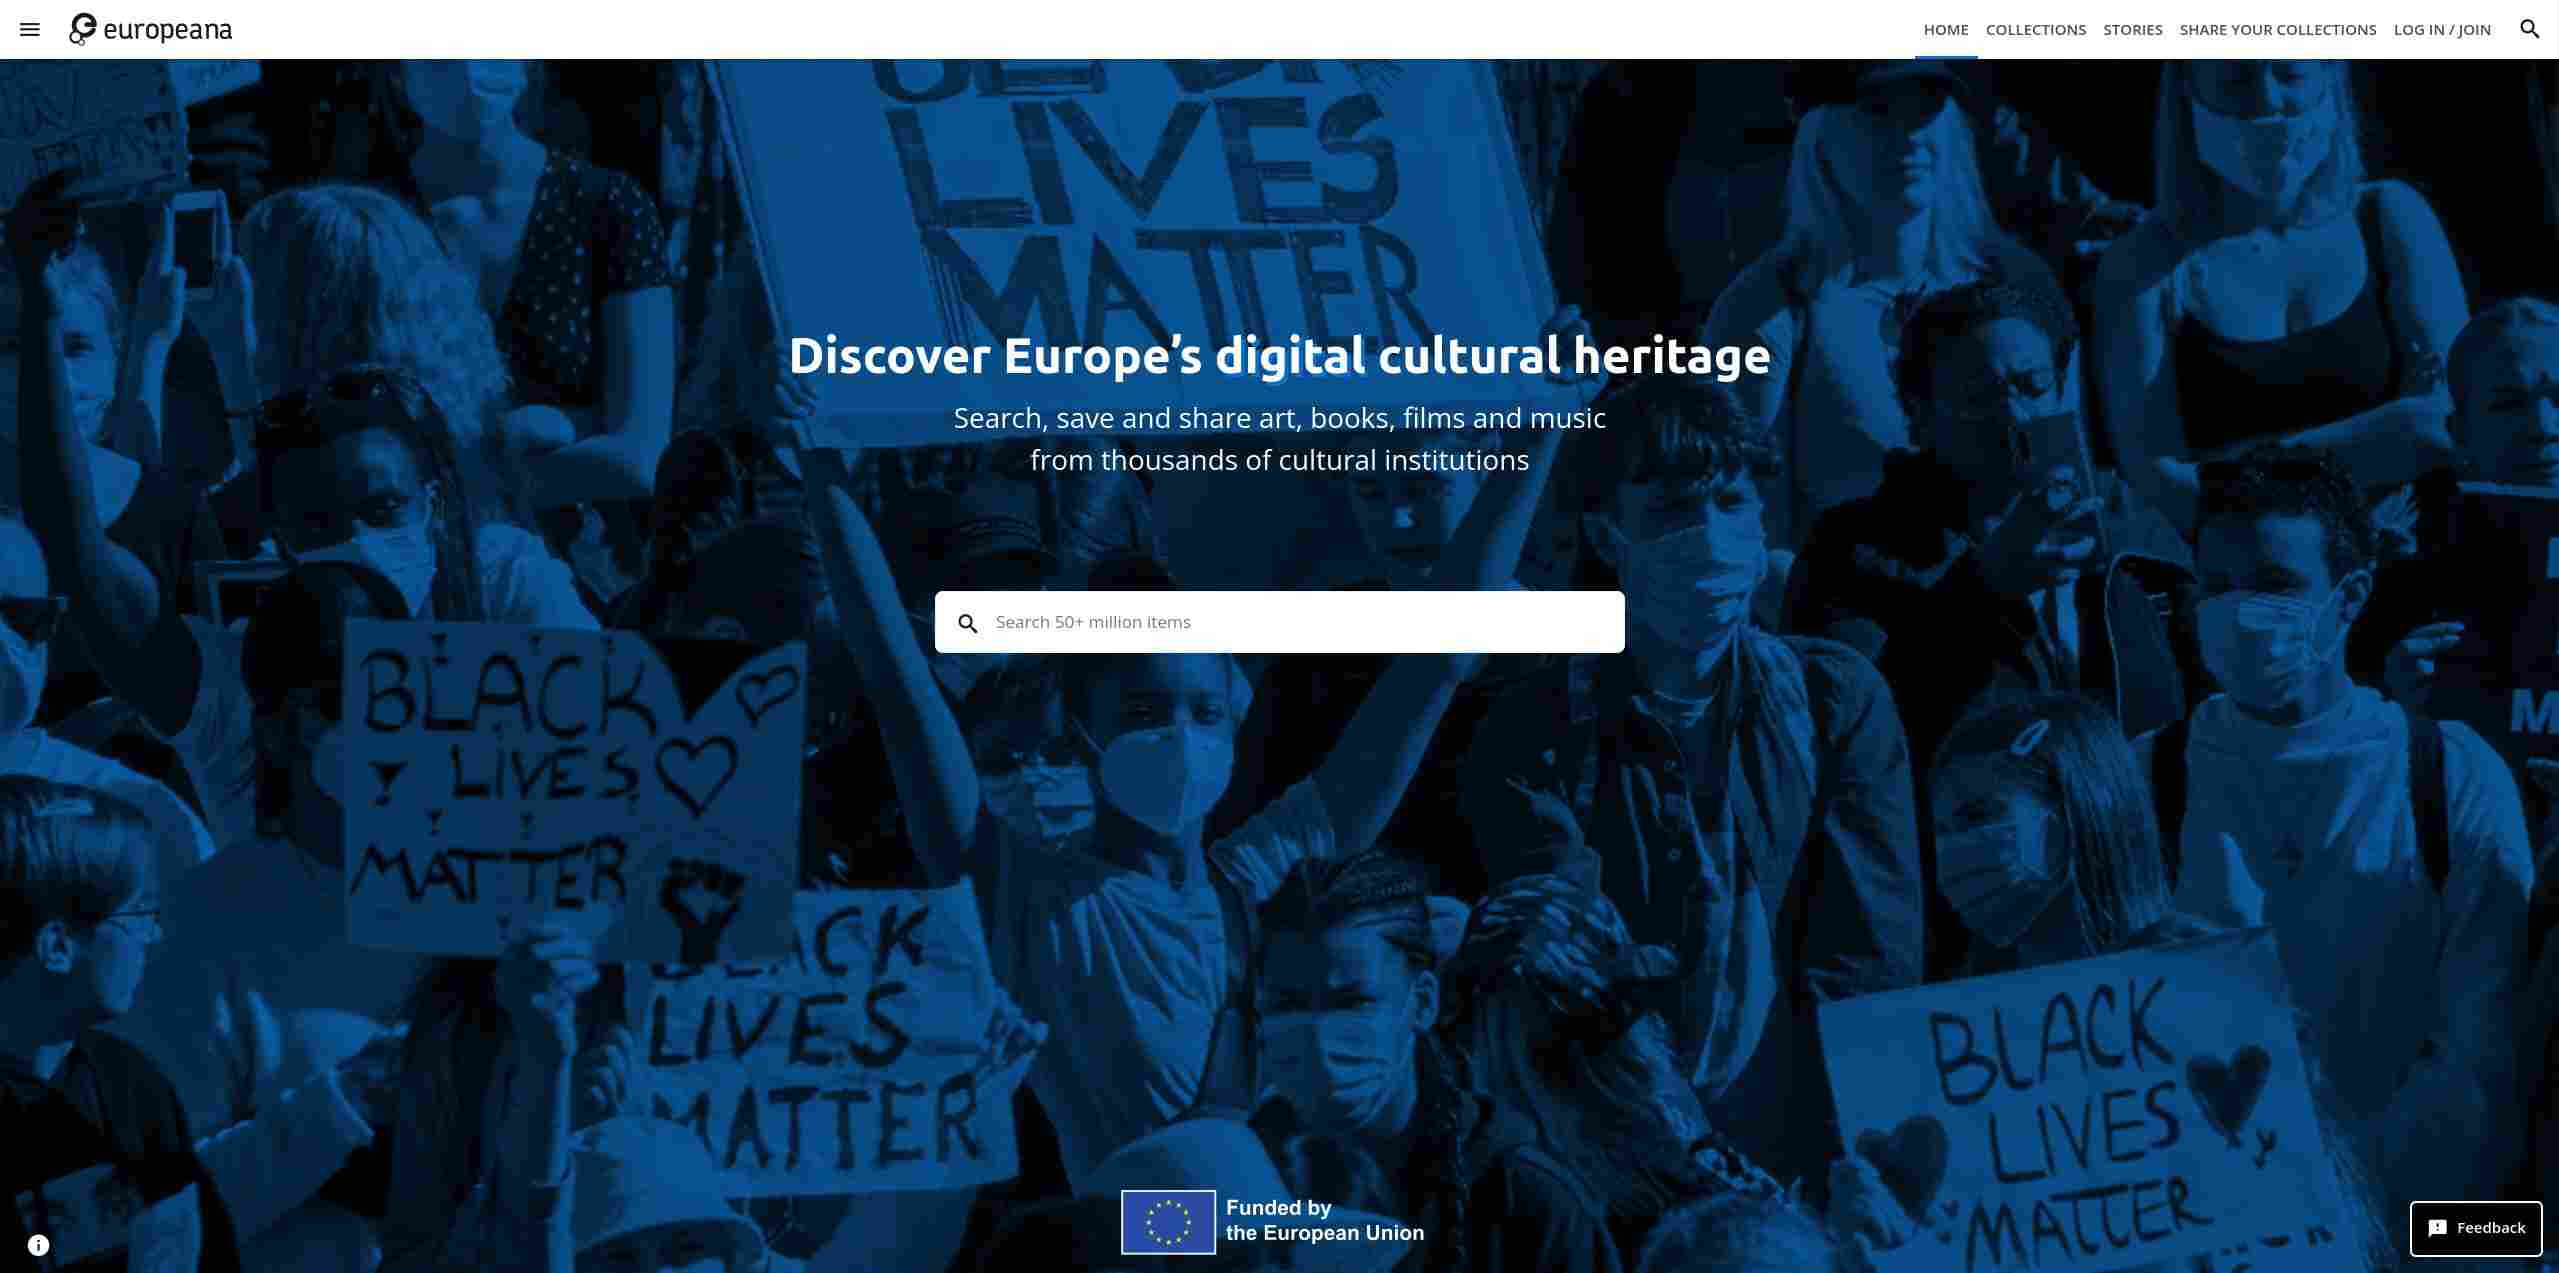 europeana
HOME COLLECTIONS STORIES SHARE YOUR COLLECTIONS LOG IN / JOIN
LIVES
MATTER
Discover Europe’s digital cultural heritage
Search, save and share art, books, films and music
from thousands of cultural institutions
Search 50+ million items
BLACK
LIVES
MATTER
BLACK
LIVES
MATTER
BLACK
LIVES
MATTER
Funded by
the European Union
Feedback